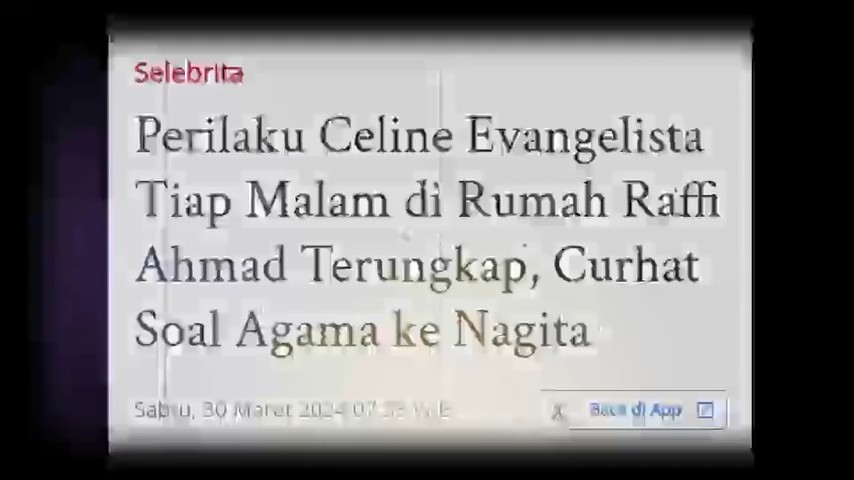 Selebrita
Perilaku Celine Evangelista
Tiap Malam di Rumah Raffi
Ahmad Terungkap, Curhat
Soal Agama ke Nagita
Sabtu, 30 Maret 2024 07:
Baca di App